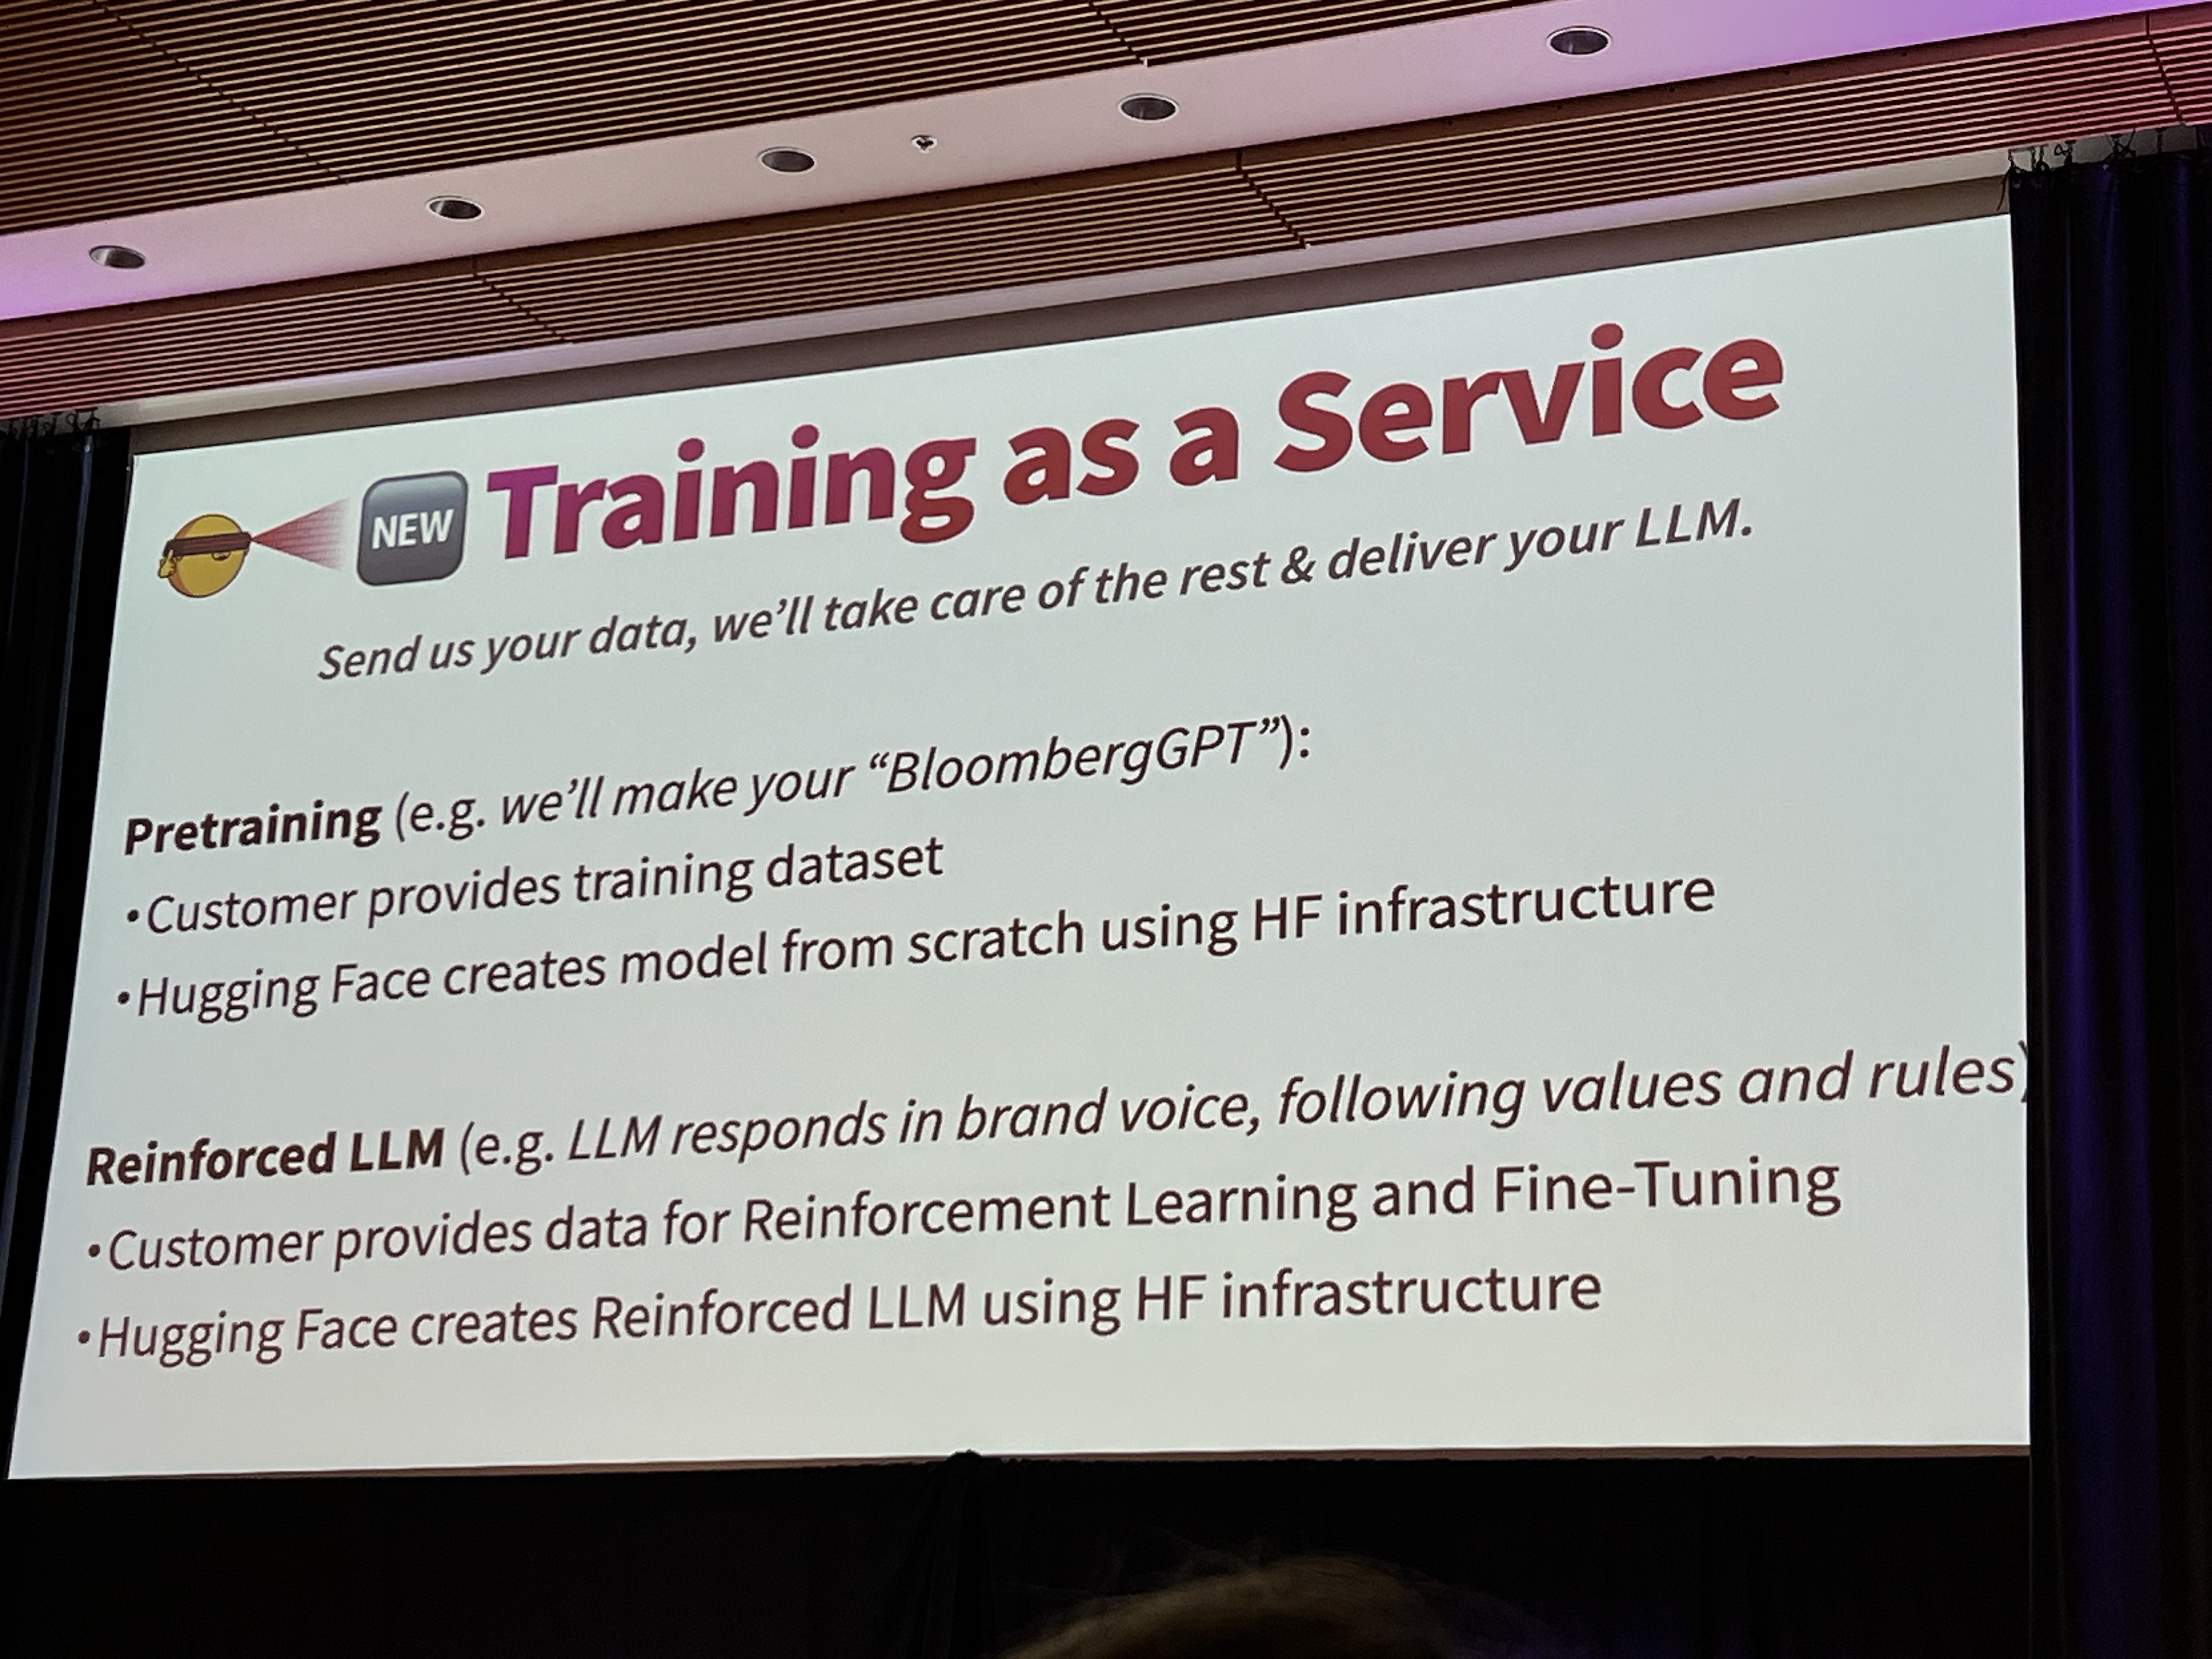 NEW Training as a Service
Send us your data, we’ll take care of the rest & deliver your LLM.
Pretraining (e.g. we’ll make your “BloombergGPT”):
•Customer provides training dataset
•Hugging Face creates model from scratch using HF infrastructure
Reinforced LLM (e.g. LLM responds in brand voice, following values and rules)
•Customer provides data for Reinforcement Learning and Fine-Tuning
•Hugging Face creates Reinforced LLM using HF infrastructure